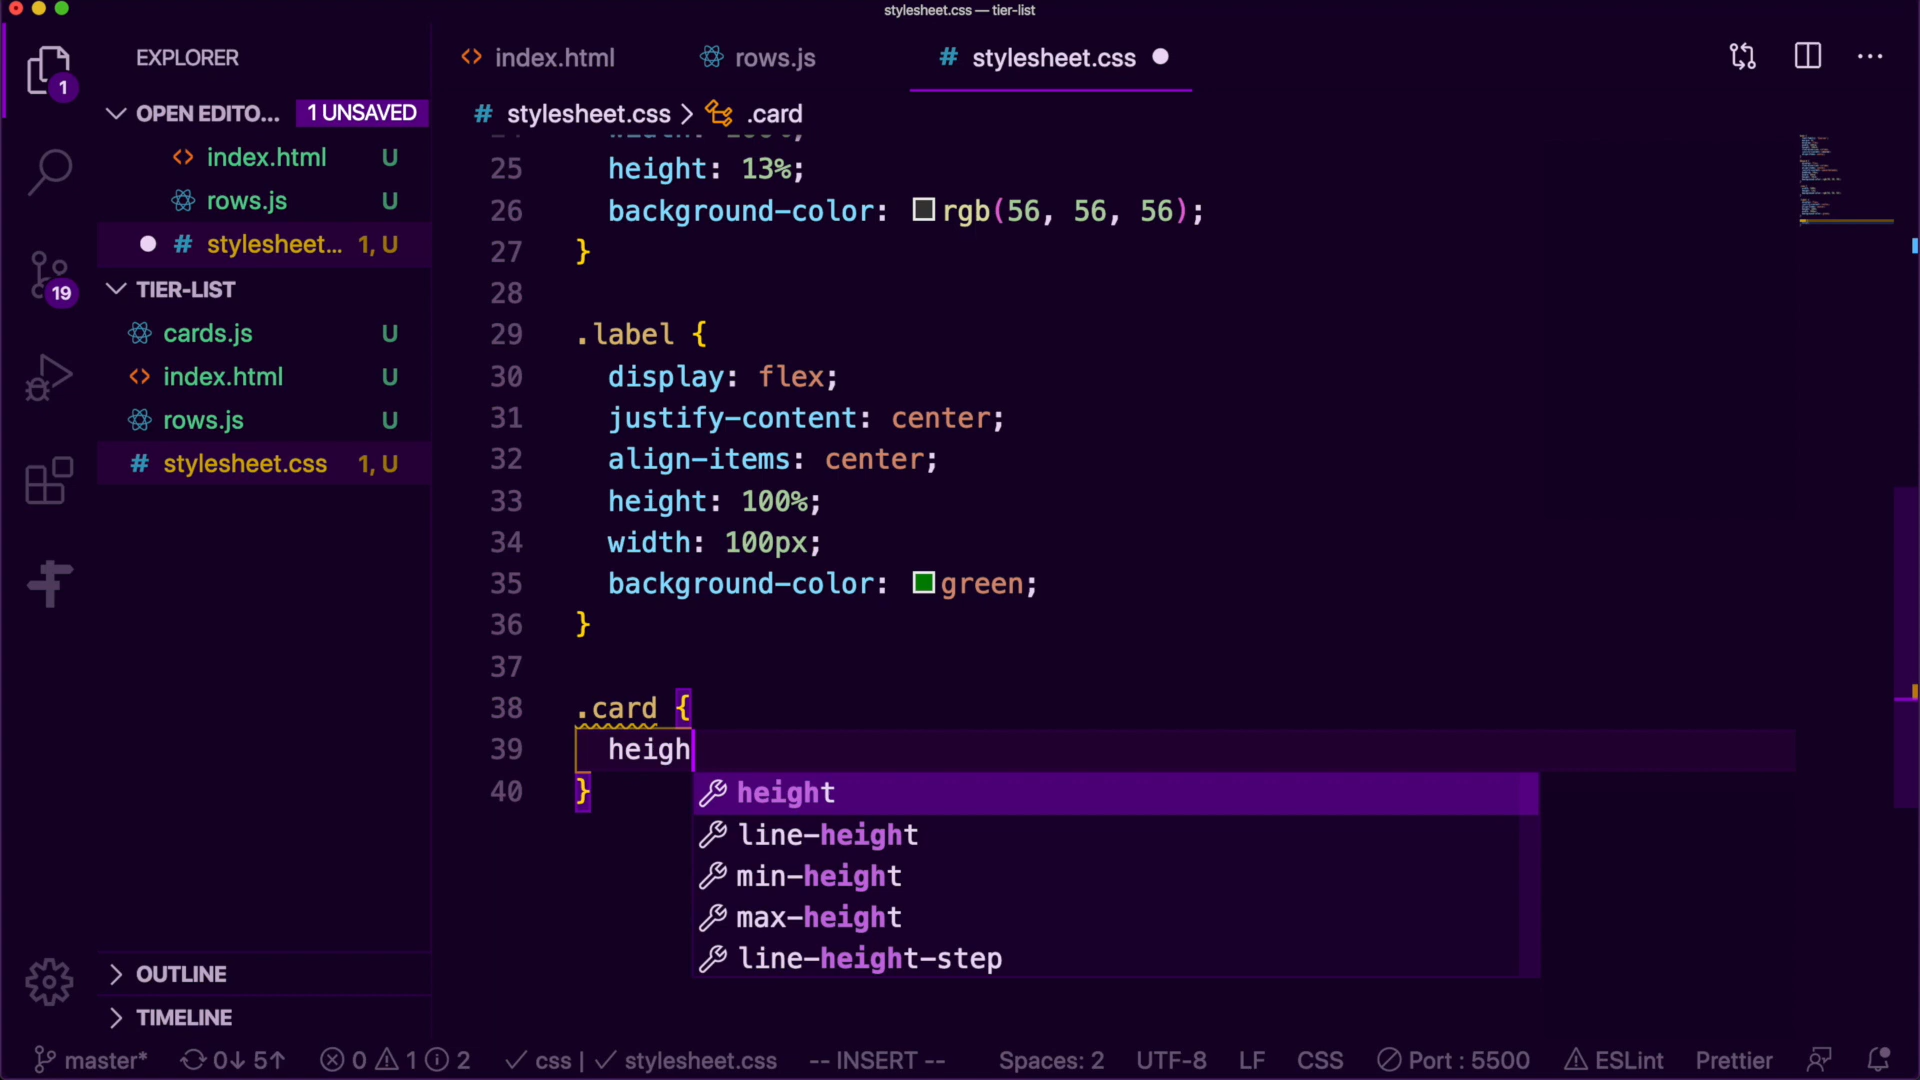 stylesheet.css — tier-list
EXPLORER
index.html
rows.js
# stylesheet.css
1
OPEN EDITO... 1 UNSAVED
# stylesheet.css > .card
index.html U
rows.js U
# stylesheet... 1, U
19
TIER-LIST
cards.js U
index.html U
rows.js U
# stylesheet.css 1, U
25 height: 13%;
26 background-color: rgb(56, 56, 56);
27 }
28
29 .label {
30 display: flex;
31 justify-content: center;
32 align-items: center;
33 height: 100%;
34 width: 100px;
35 background-color: green;
36 }
37
38 .card {
39 heigh
40 }
height
line-height
min-height
max-height
line-height-step
OUTLINE
TIMELINE
master* 0↓ 5↑ 0 1 2 css | stylesheet.css -- INSERT -- Spaces: 2 UTF-8 LF CSS Port : 5500 ESLint Prettier